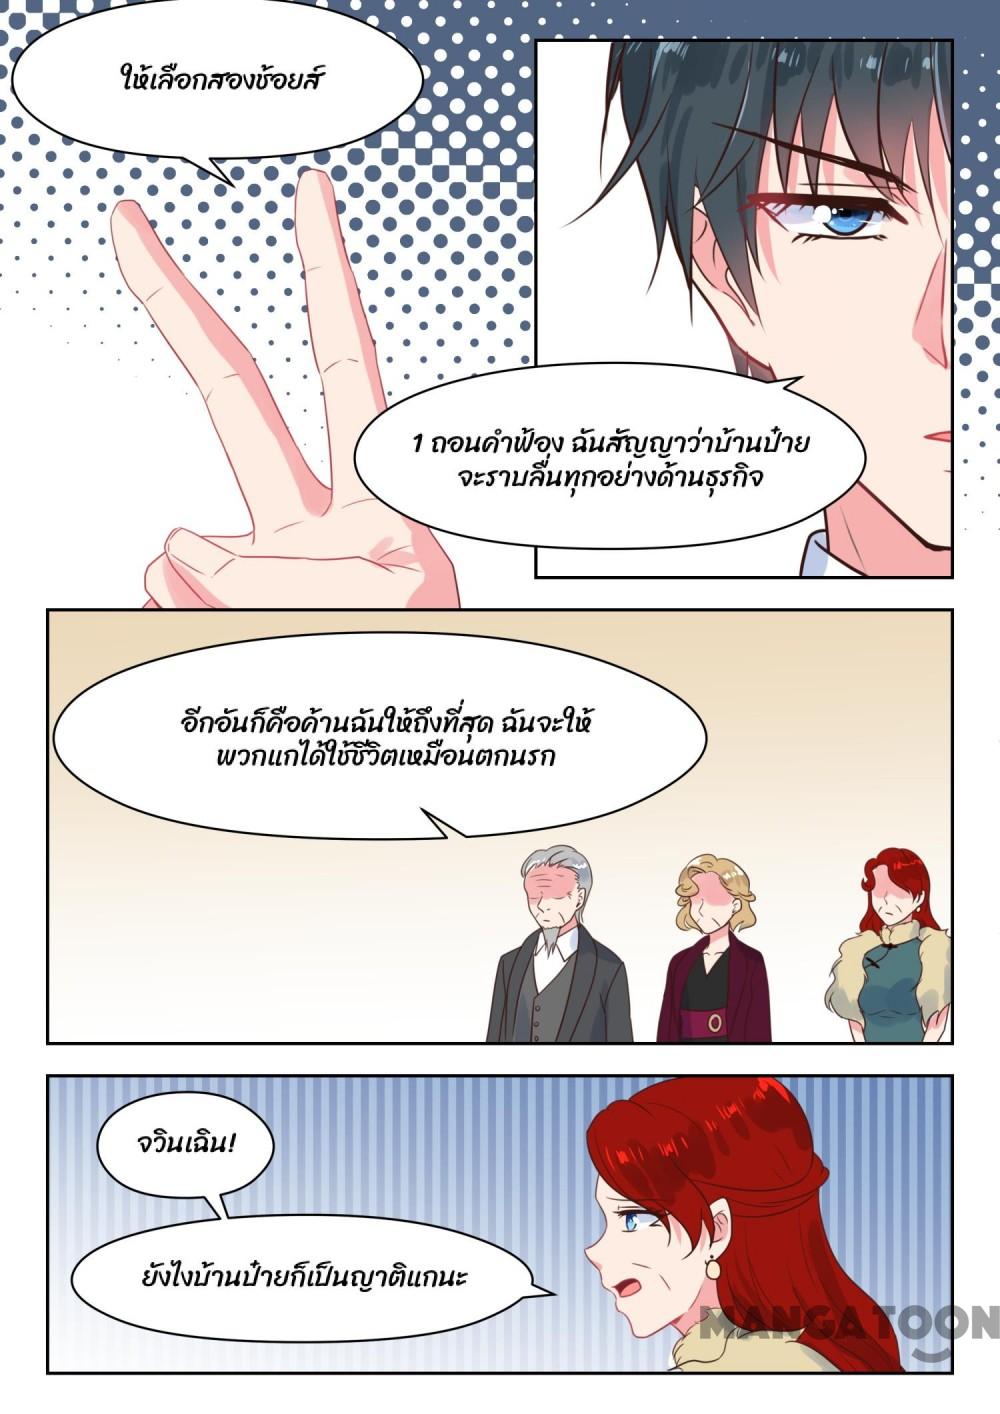 ให้เลือกสองช้อยส์
1 ถอนคำฟ้อง ฉันสัญญาว่าบ้านป๋าย
จะราบลื่นทุกอย่างด้านธุรกิจ
อีกอันก็คือค้านฉันให้ถึงที่สุด ฉันจะให้
พวกแกได้ใช้ชีวิตเหมือนตกนรก
จวินเฉิน!
ยังไงบ้านป๋ายก็เป็นญาติแกนะ
MANGATOON